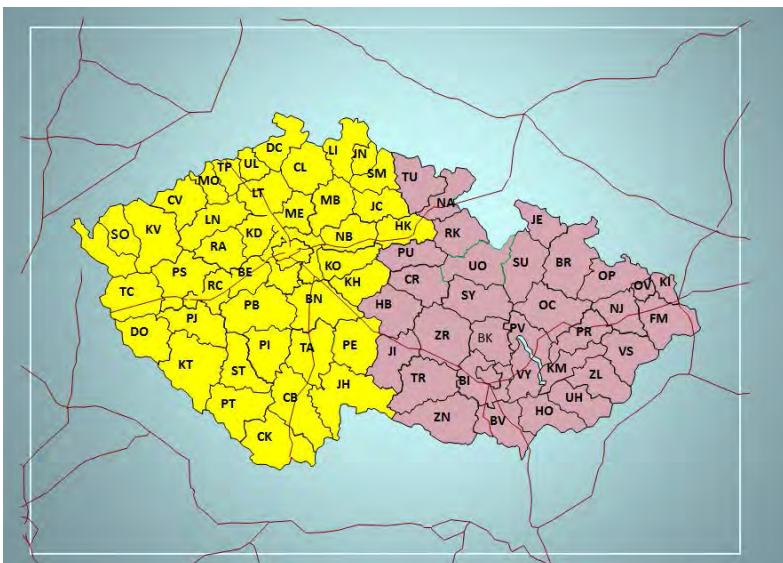 DC
LI
JN
TP
UL
CL
SM
TU
MO
CV
LT
MB
JC
NA
SO
KV
LN
ME
HK
JE
RA
KD
NB
RK
PU
BR
PS
RC
BE
KO
KH
CR
UO
SU
OP
OV
KI
TC
PB
BN
HB
SY
OC
NJ
FM
DO
PJ
KT
PI
TA
PE
JI
ZR
BK
PV
PR
VS
ST
JH
TR
BI
VY
KM
ZL
PT
CB
ZN
BV
HO
UH
CK